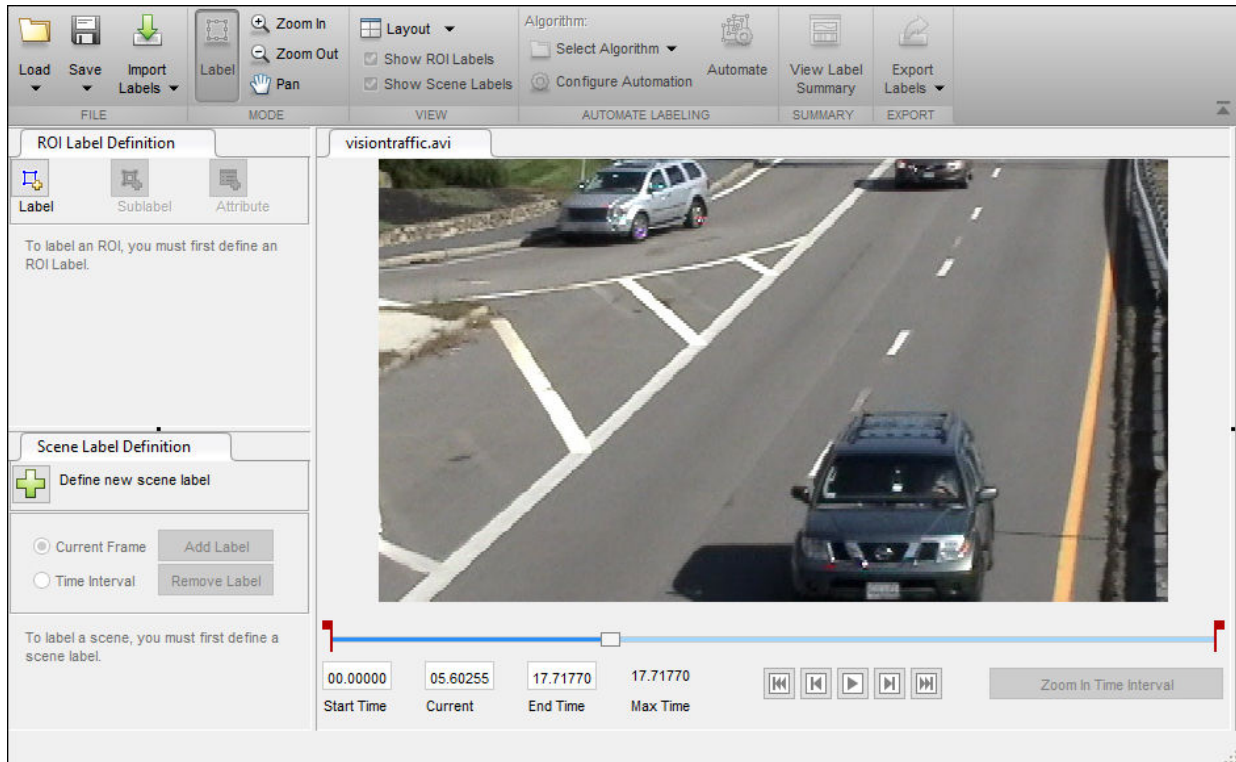 Load
Save
Import
Labels
FILE
Label
Zoom In
Zoom Out
Pan
MODE
Layout
Show ROI Labels
Show Scene Labels
VIEW
Algorithm:
Select Algorithm
Configure Automation
Automate
AUTOMATE LABELING
View Label
Summary
SUMMARY
Export
Labels
EXPORT
ROI Label Definition
Label
Sublabel
Attribute
To label an ROI, you must first define an
ROI Label.
Scene Label Definition
Define new scene label
Current Frame
Add Label
Time Interval
Remove Label
To label a scene, you must first define a
scene label.
visiontraffic.avi
00.00000
05.60255
17.71770
17.71770
Start Time
Current
End Time
Max Time
Zoom In Time Interval